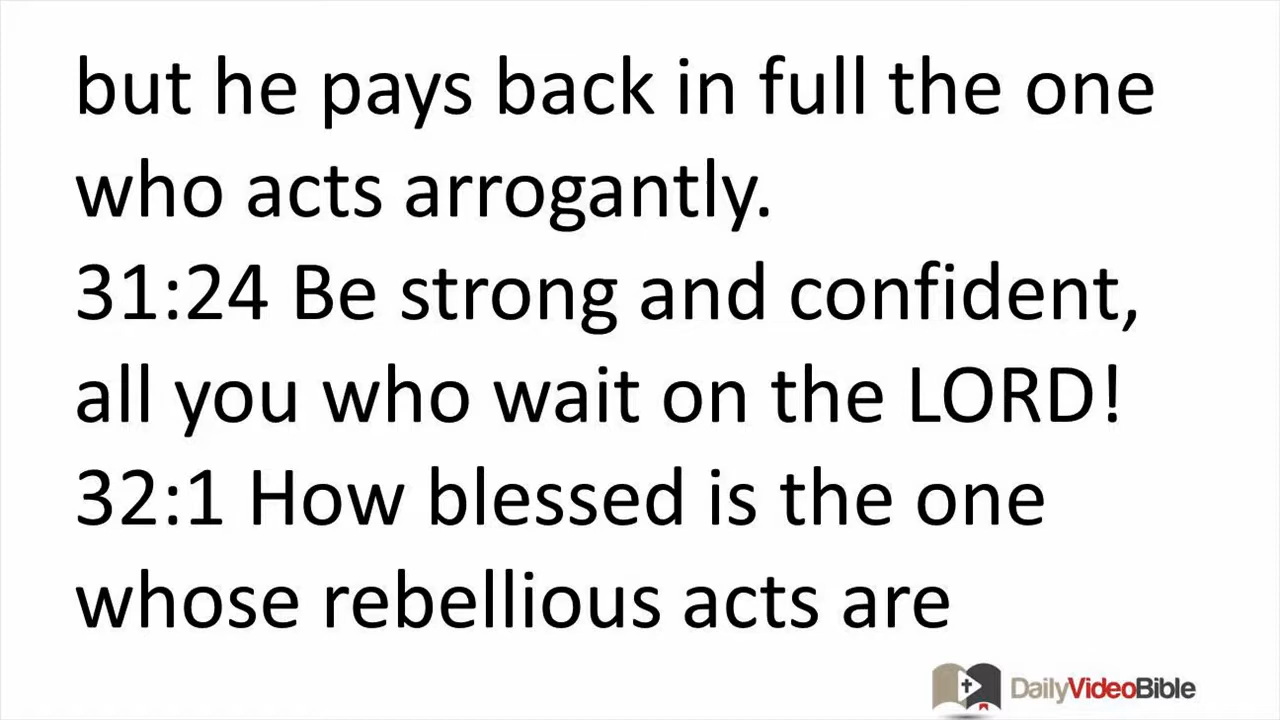 but he pays back in full the one
who acts arrogantly.
31:24 Be strong and confident,
all you who wait on the LORD!
32:1 How blessed is the one
whose rebellious acts are
DailyVideoBible